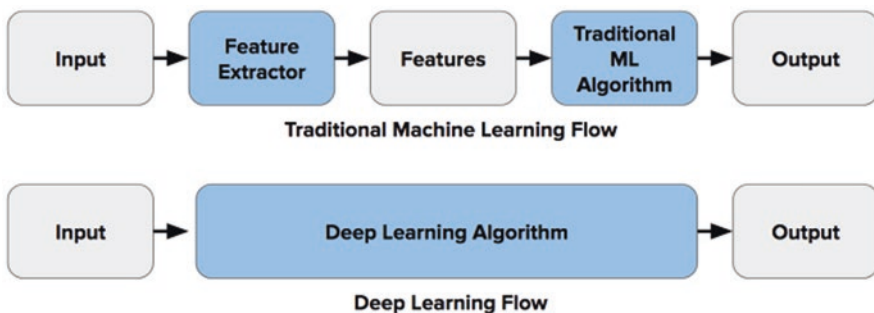 Input
Feature
Extractor
Features
Traditional
ML
Algorithm
Output
Traditional Machine Learning Flow
Input
Deep Learning Algorithm
Output
Deep Learning Flow